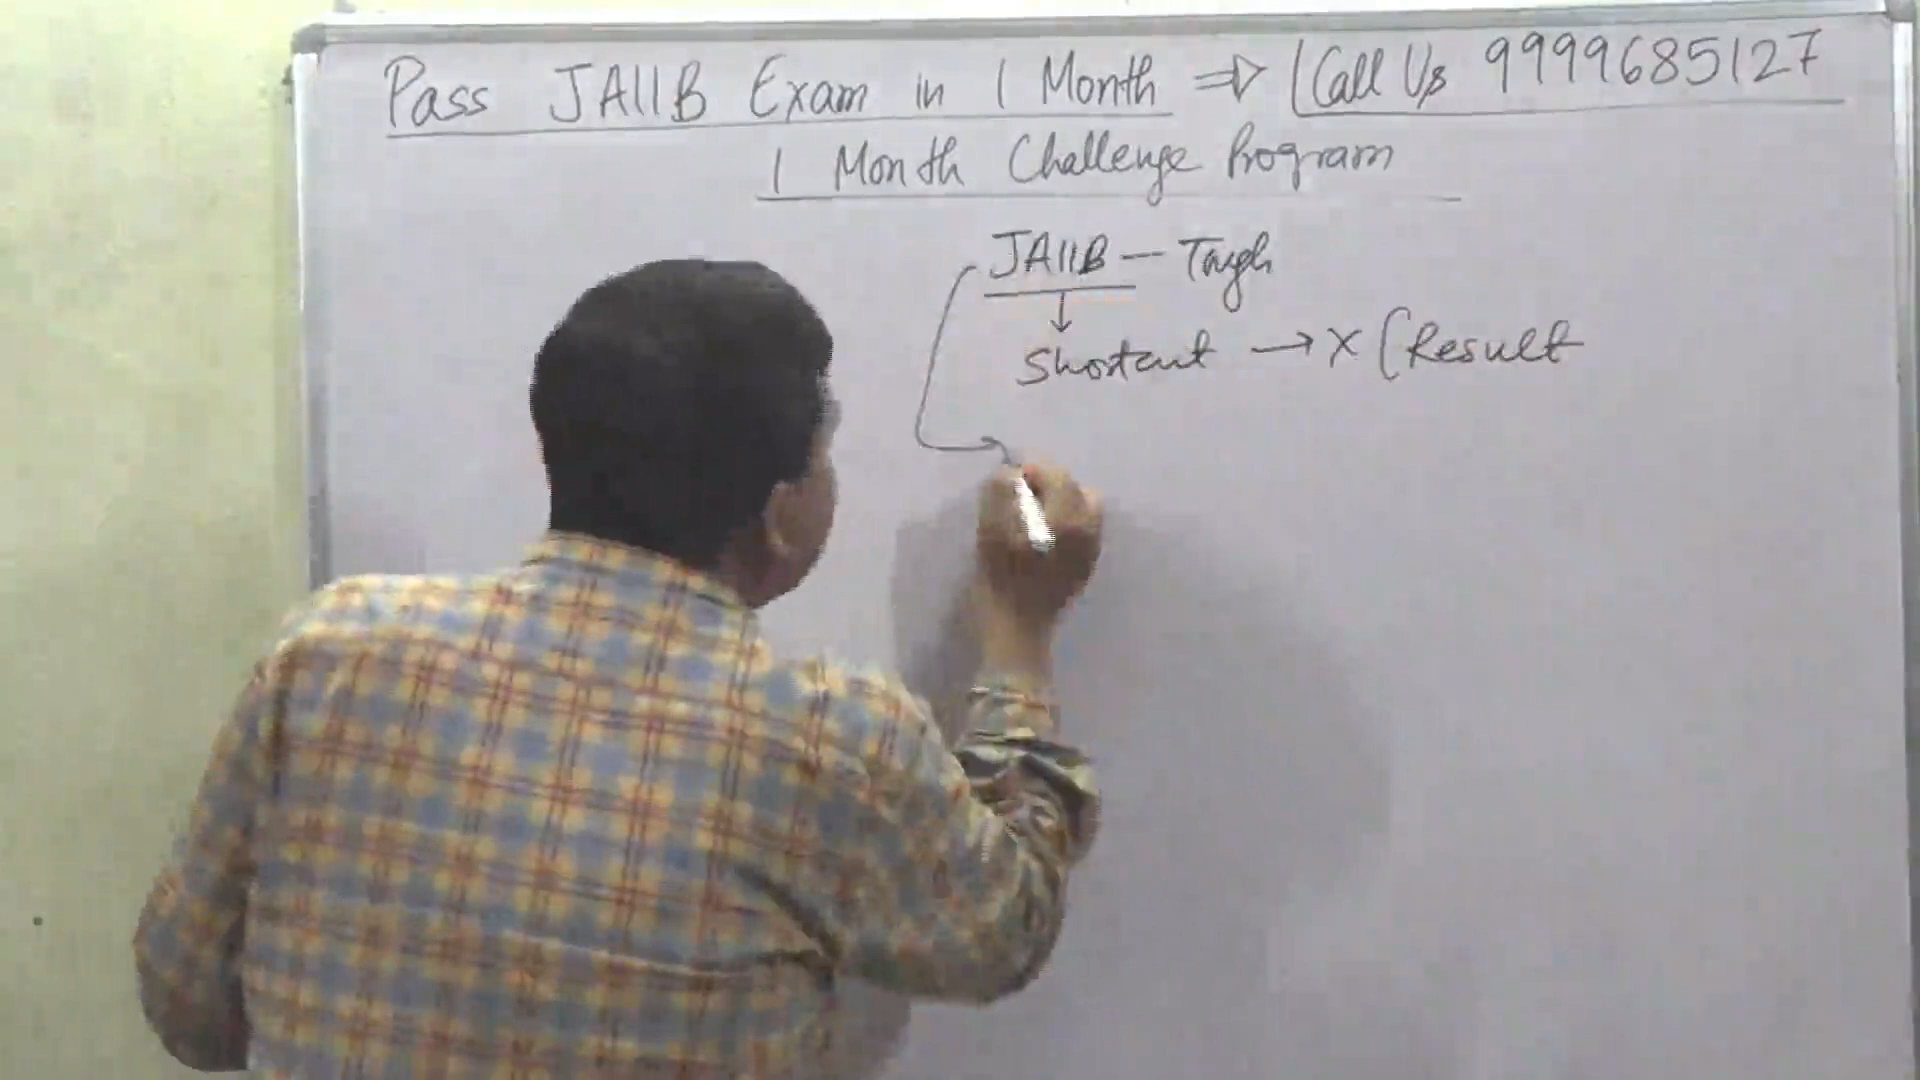 Pass JAIIB Exam in 1 Month ⇒ Call Us 9999685127
1 Month Challenge Program
JAIIB — Tough
↓
Shortcut → X (Result